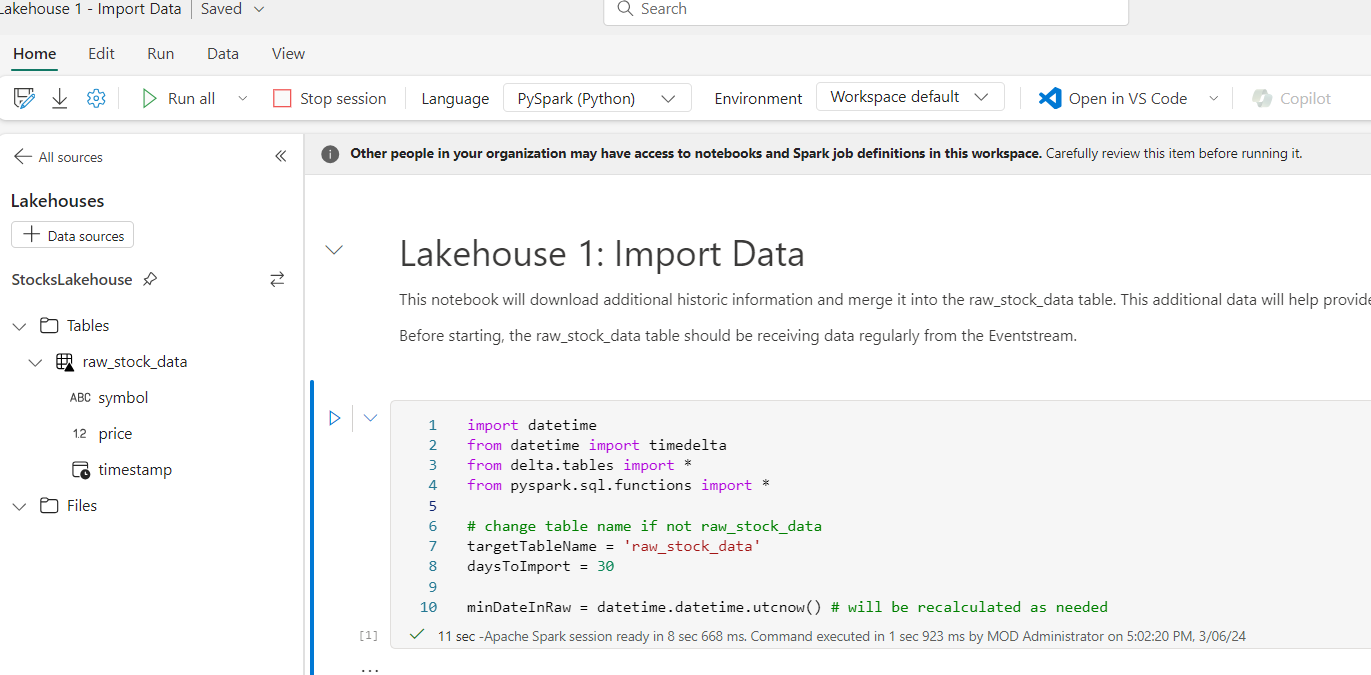 Lakehouse 1 - Import Data
Saved
Search
Home Edit Run Data View
Run all
Stop session
Language
PySpark (Python)
Environment
Workspace default
Open in VS Code
Copilot
All sources
Lakehouses
Data sources
StocksLakehouse
Tables
raw_stock_data
ABC symbol
1.2 price
timestamp
Files
Other people in your organization may have access to notebooks and Spark job definitions in this workspace. Carefully review this item before running it.
Lakehouse 1: Import Data
This notebook will download additional historic information and merge it into the raw_stock_data table. This additional data will help provide
Before starting, the raw_stock_data table should be receiving data regularly from the Eventstream.
1 import datetime
2 from datetime import timedelta
3 from delta.tables import *
4 from pyspark.sql.functions import *
5
6 # change table name if not raw_stock_data
7 targetTableName = 'raw_stock_data'
8 daysToImport = 30
9
10 minDateInRaw = datetime.datetime.utcnow() # will be recalculated as needed
[1] 11 sec -Apache Spark session ready in 8 sec 668 ms. Command executed in 1 sec 923 ms by MOD Administrator on 5:02:20 PM, 3/06/24
...